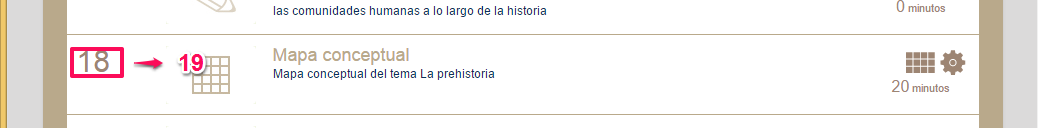 las comunidades humanas a lo largo de la historia
0 minutos
18
19
Mapa conceptual
Mapa conceptual del tema La prehistoria
20 minutos